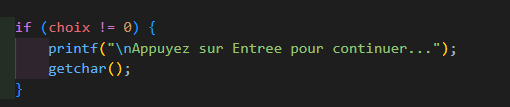 if (choix != 0) {
printf("\nAppuyez sur Entree pour continuer...");
getchar();
}